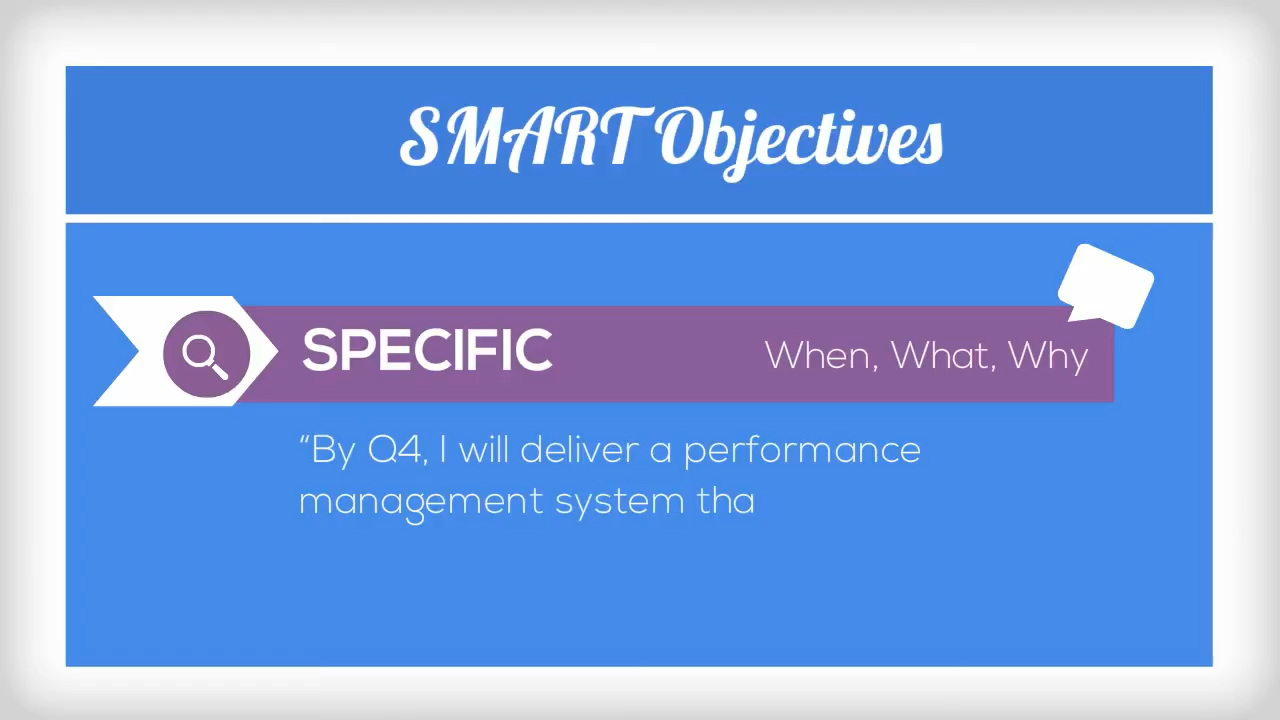 SMART Objectives
SPECIFIC
When, What, Why
“By Q4, I will deliver a performance
management system tha